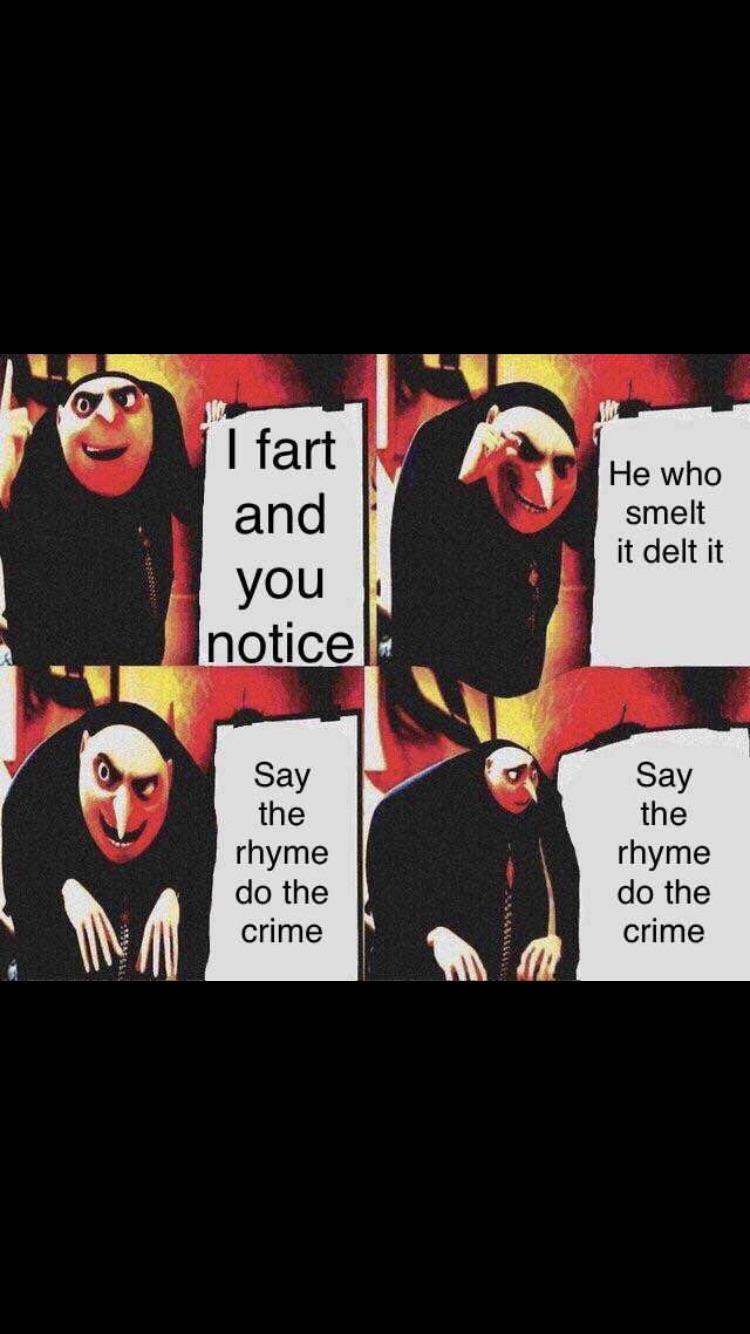 I fart
and
you
notice
He who
smelt
it delt it
Say
the
rhyme
do the
crime
Say
the
rhyme
do the
crime